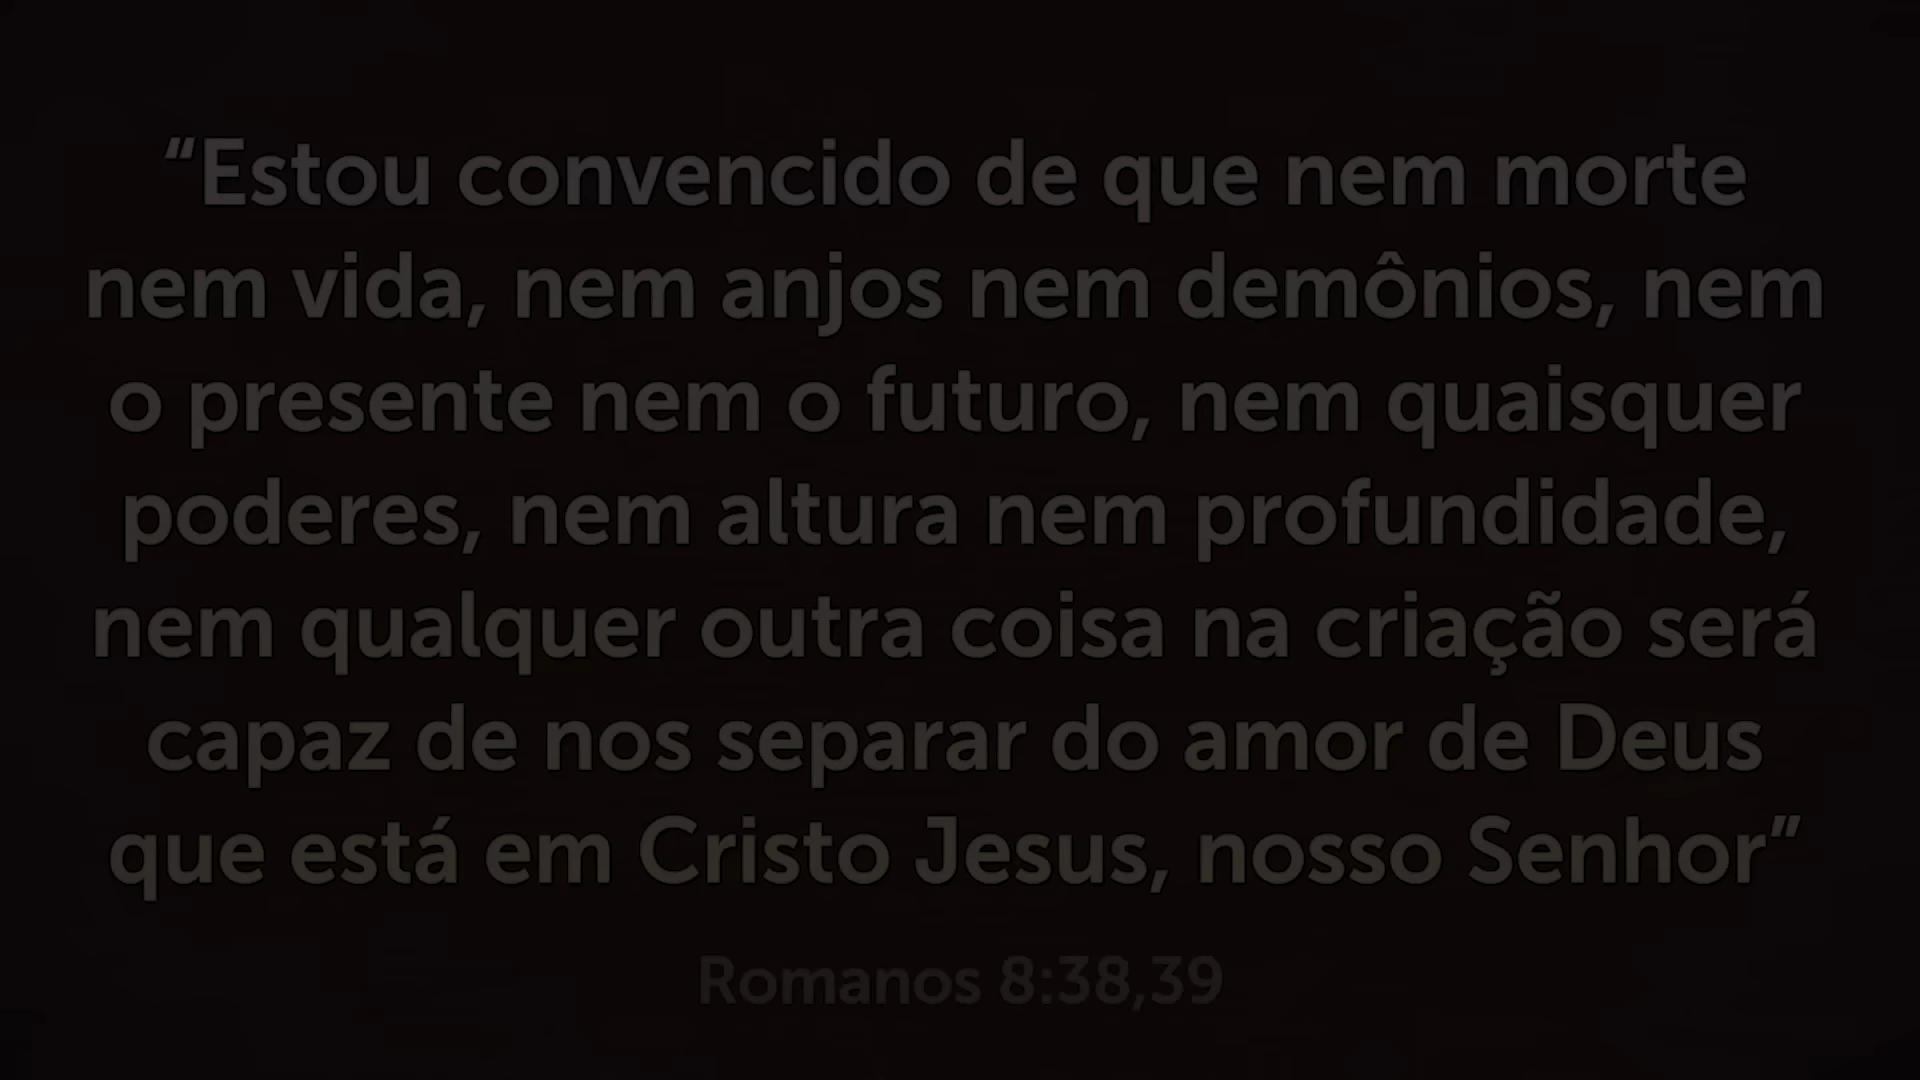 “Estou convencido de que nem morte
nem vida, nem anjos nem demônios, nem
o presente nem o futuro, nem quaisquer
poderes, nem altura nem profundidade,
nem qualquer outra coisa na criação será
capaz de nos separar do amor de Deus
que está em Cristo Jesus, nosso Senhor”
Romanos 8:38,39